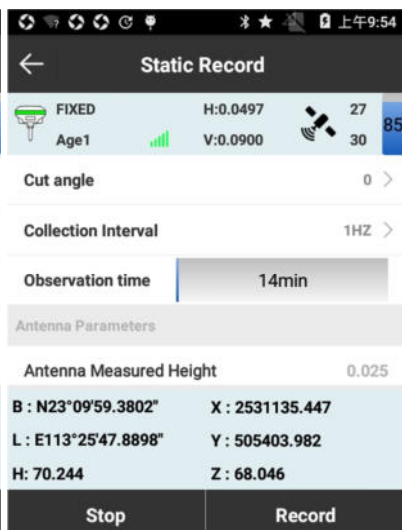 上午9:54
Static Record
FIXED H:0.0497 27
Age1 V:0.0900 30
85
Cut angle 0
Collection Interval 1HZ
Observation time 14min
Antenna Parameters
Antenna Measured Height 0.025
B : N23°09'59.3802" X : 2531135.447
L : E113°25'47.8898" Y : 505403.982
H: 70.244 Z : 68.046
Stop Record